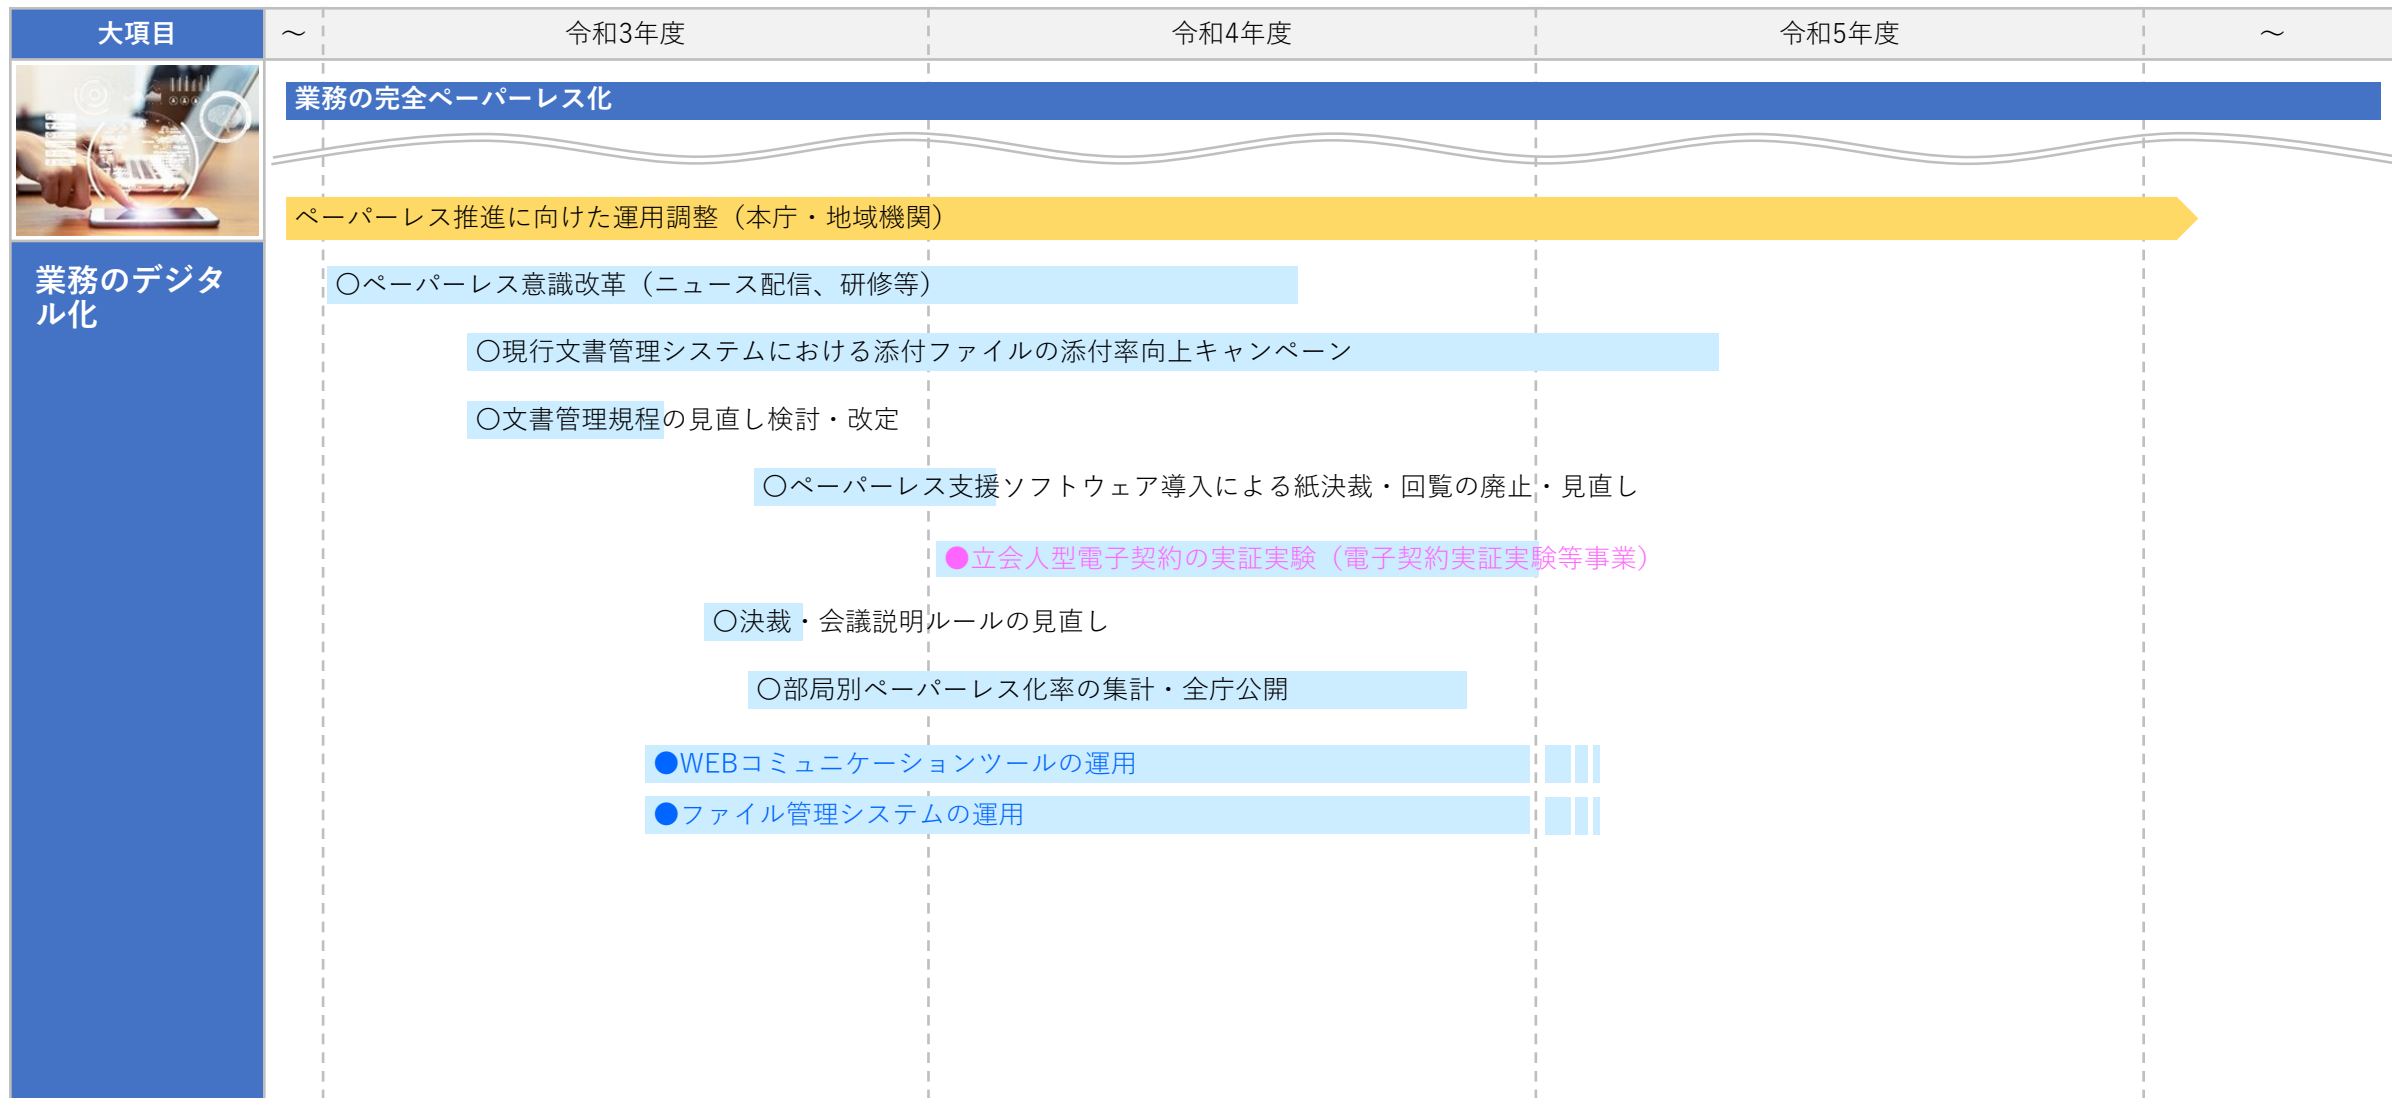 大項目
～
令和3年度
令和4年度
令和5年度
～
業務の完全ペーパーレス化
ペーパーレス推進に向けた運用調整（本庁・地域機関）
業務のデジタ
ル化
〇ペーパーレス意識改革（ニュース配信、研修等）
〇現行文書管理システムにおける添付ファイルの添付率向上キャンペーン
〇文書管理規程の見直し検討・改定
〇ペーパーレス支援ソフトウェア導入による紙決裁・回覧の廃止・見直し
●立会人型電子契約の実証実験（電子契約実証実験等事業）
〇決裁・会議説明ルールの見直し
〇部局別ペーパーレス化率の集計・全庁公開
●WEBコミュニケーションツールの運用
●ファイル管理システムの運用